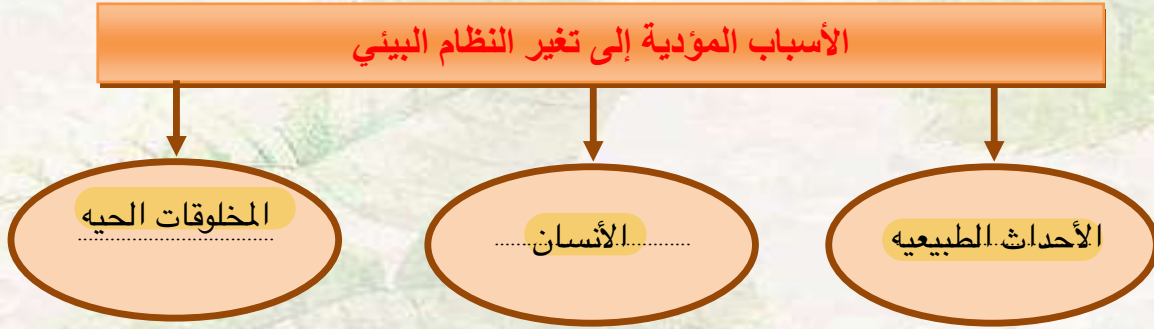 الأسباب المؤدية إلى تغير النظام البيئي
الأحداث الطبيعيه
الأنسان
المخلوقات الحيه